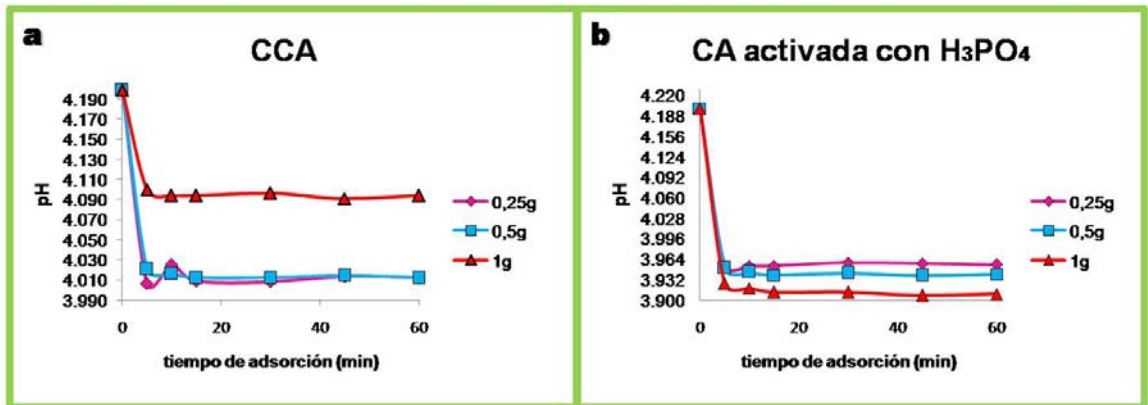 a
CCA
4.190
4.170
4.150
4.130
4.110
4.090
4.070
4.050
4.030
4.010
3.990
pH
0 20 40 60
tiempo de adsorción (min)
0,25g
0,5g
1g
b
CA activada con H₃PO₄
4.220
4.188
4.156
4.124
4.092
4.060
4.028
3.996
3.964
3.932
3.900
pH
0 20 40 60
tiempo de adsorción (min)
0,25g
0,5g
1g